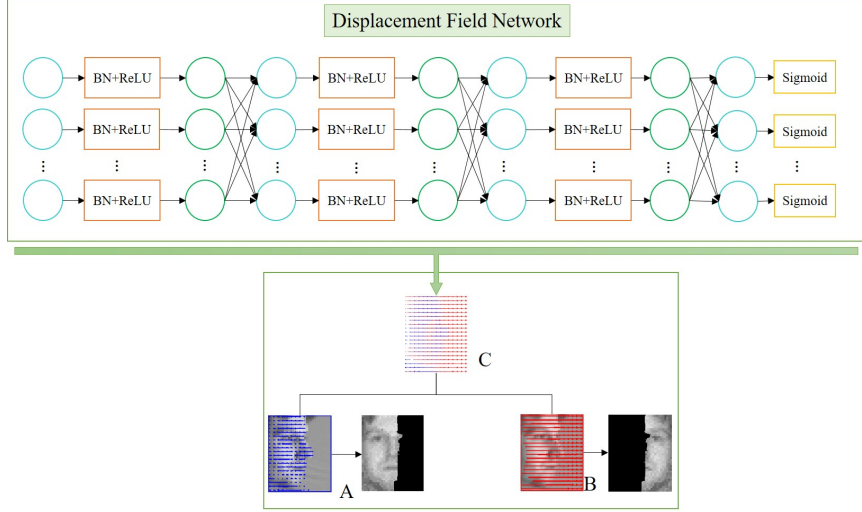 Displacement Field Network
BN+ReLU BN+ReLU BN+ReLU Sigmoid
BN+ReLU BN+ReLU BN+ReLU Sigmoid
BN+ReLU BN+ReLU BN+ReLU Sigmoid
C
A
B